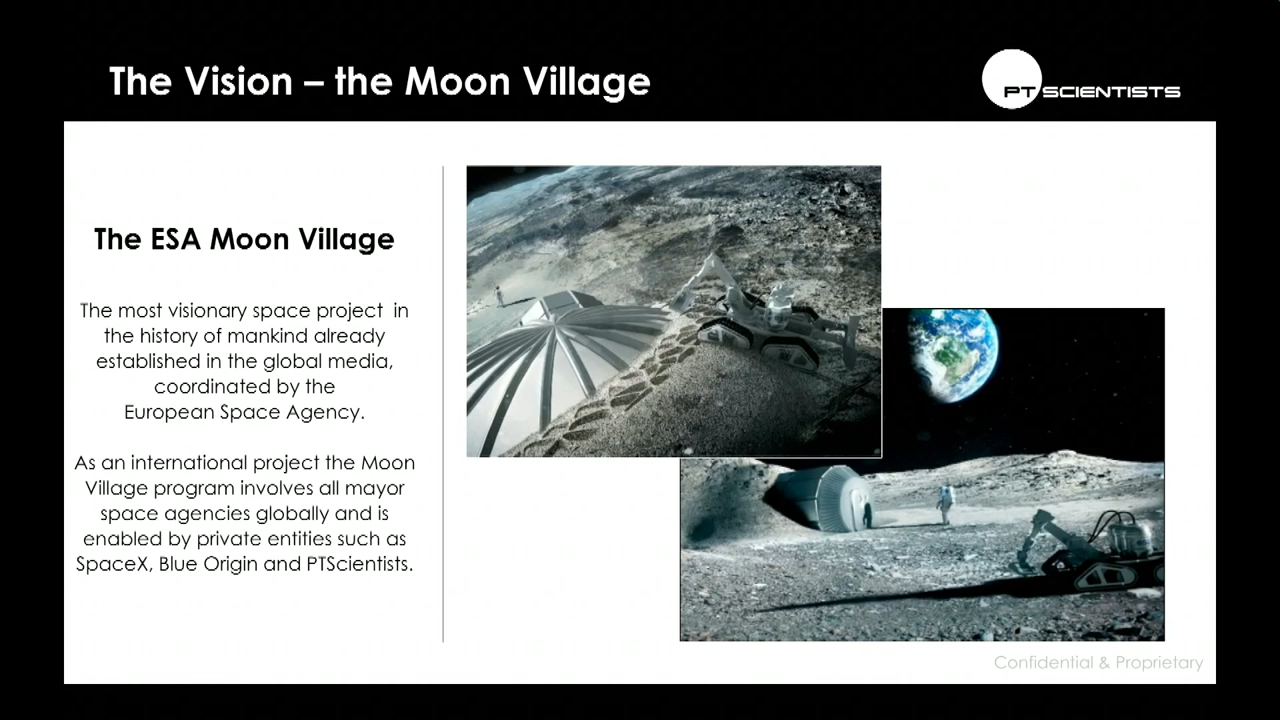 The Vision – the Moon Village
PTSCIENTISTS
The ESA Moon Village
The most visionary space project in
the history of mankind already
established in the global media,
coordinated by the
European Space Agency.
As an international project the Moon
Village program involves all mayor
space agencies globally and is
enabled by private entities such as
SpaceX, Blue Origin and PTScientists.
Confidential & Proprietary